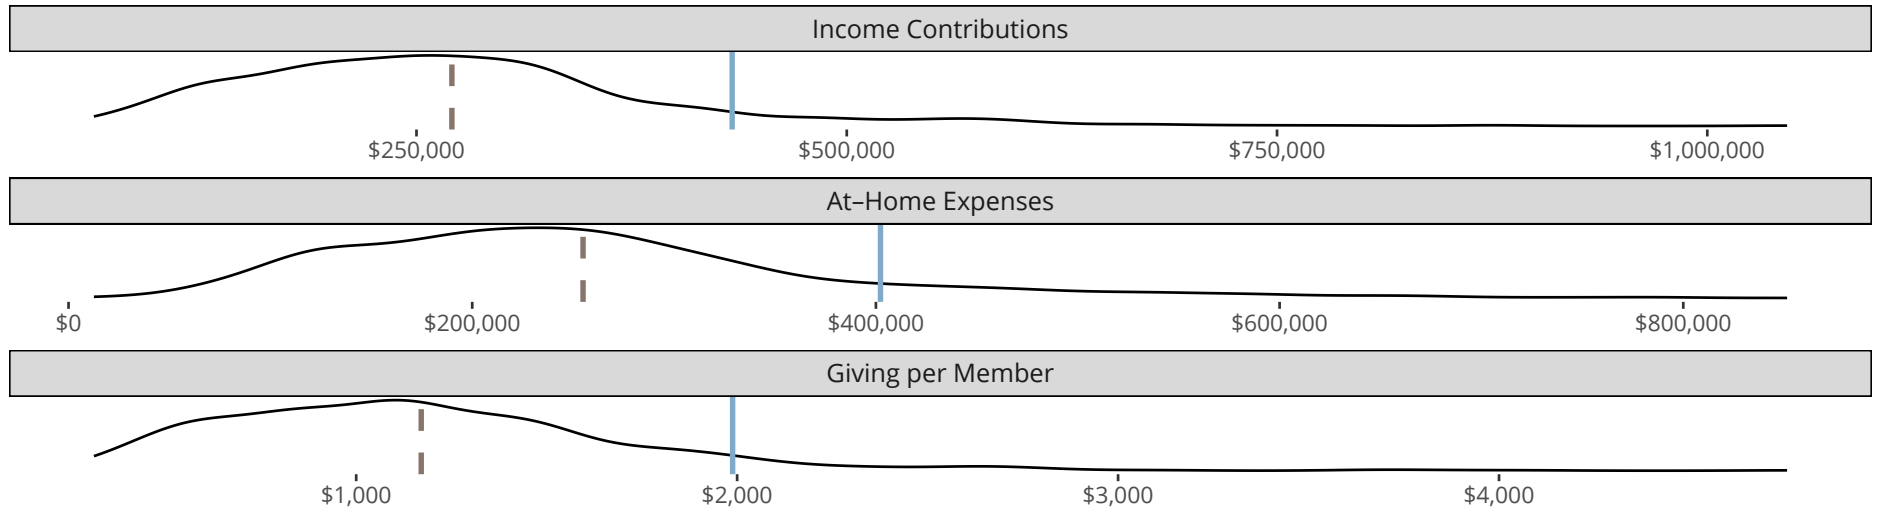 Income Contributions
$250,000 $500,000 $750,000 $1,000,000
At–Home Expenses
$0 $200,000 $400,000 $600,000 $800,000
Giving per Member
$1,000 $2,000 $3,000 $4,000